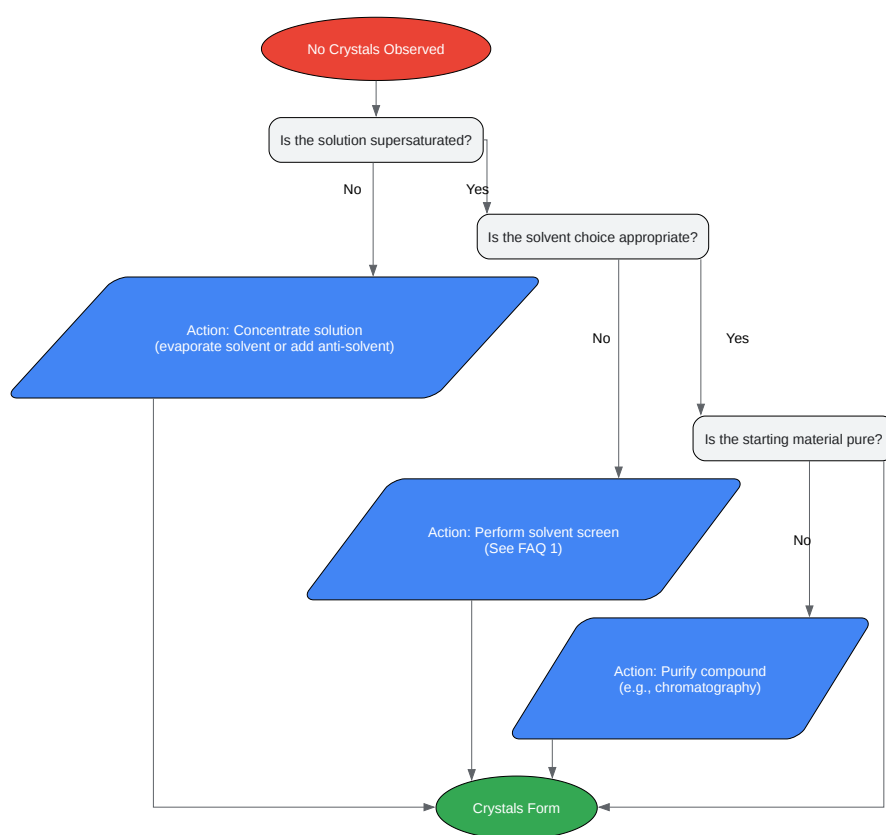 No Crystals Observed
Is the solution supersaturated?
No
Yes
Is the solvent choice appropriate?
Action: Concentrate solution
(evaporate solvent or add anti-solvent)
No
Yes
Is the starting material pure?
Action: Perform solvent screen
(See FAQ 1)
No
Action: Purify compound
(e.g., chromatography)
Crystals Form